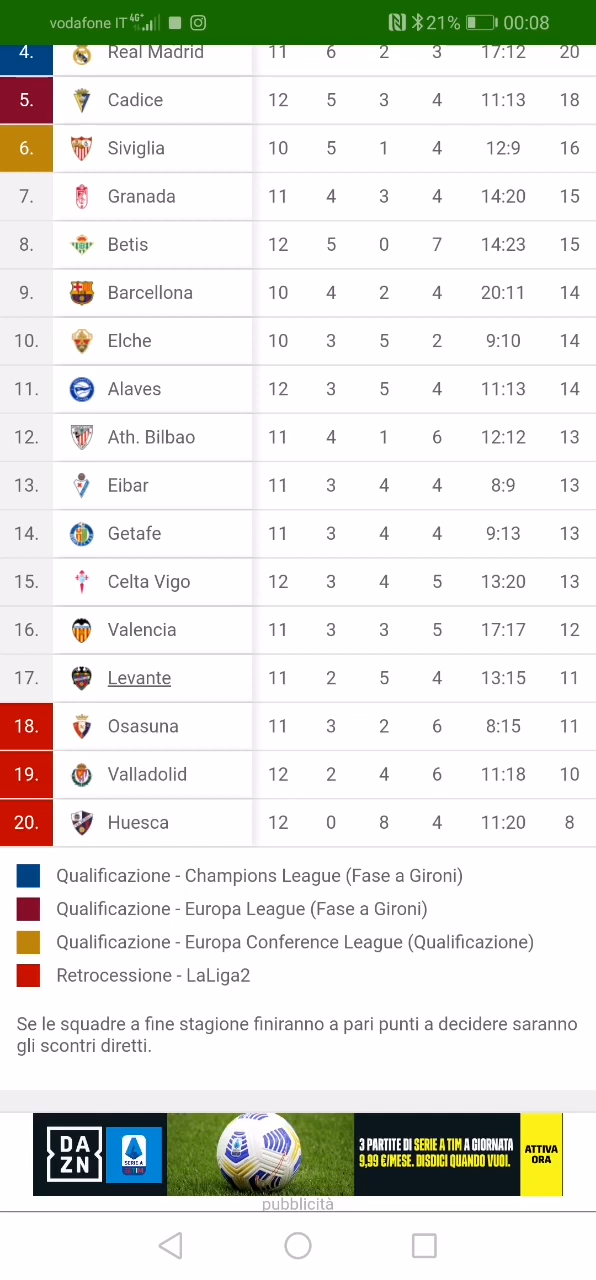 vodafone IT 4G+ 21% 00:08
4. Real Madrid 11 6 2 3 17:12 20
5. Cadice 12 5 3 4 11:13 18
6. Siviglia 10 5 1 4 12:9 16
7. Granada 11 4 3 4 14:20 15
8. Betis 12 5 0 7 14:23 15
9. Barcellona 10 4 2 4 20:11 14
10. Elche 10 3 5 2 9:10 14
11. Alaves 12 3 5 4 11:13 14
12. Ath. Bilbao 11 4 1 6 12:12 13
13. Eibar 11 3 4 4 8:9 13
14. Getafe 11 3 4 4 9:13 13
15. Celta Vigo 12 3 4 5 13:20 13
16. Valencia 11 3 3 5 17:17 12
17. Levante 11 2 5 4 13:15 11
18. Osasuna 11 3 2 6 8:15 11
19. Valladolid 12 2 4 6 11:18 10
20. Huesca 12 0 8 4 11:20 8
Qualificazione - Champions League (Fase a Gironi)
Qualificazione - Europa League (Fase a Gironi)
Qualificazione - Europa Conference League (Qualificazione)
Retrocessione - LaLiga2
Se le squadre a fine stagione finiranno a pari punti a decidere saranno
gli scontri diretti.
DA
ZN
SERIE A
TIM
3 PARTITE DI SERIE A TIM A GIORNATA
9,99 €/MESE. DISDICI QUANDO VUOI.
ATTIVA
ORA
pubblicità